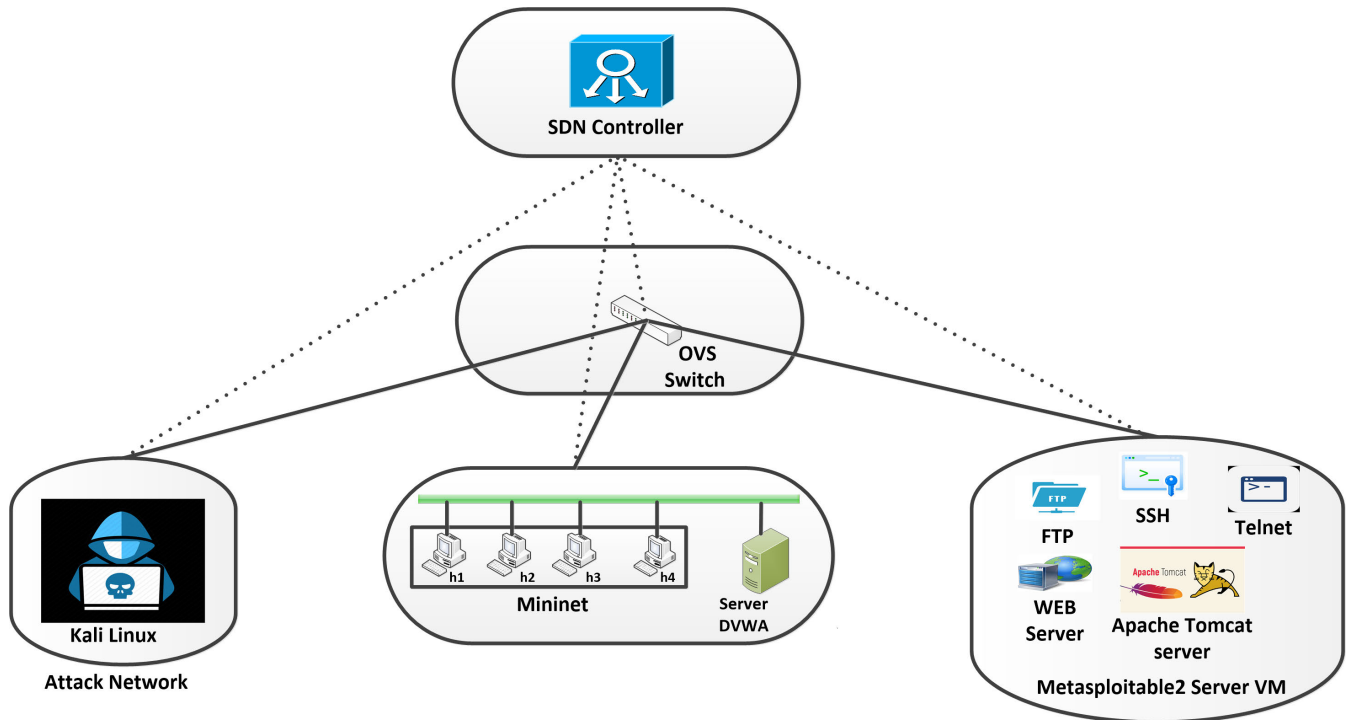 SDN Controller
OVS
Switch
Kali Linux
Attack Network
h1
h2
h3
h4
Mininet
Server
DVWA
FTP
FTP
>_
SSH
>-
Telnet
WEB
Server
Apache Tomcat
Apache Tomcat
server
Metasploitable2 Server VM